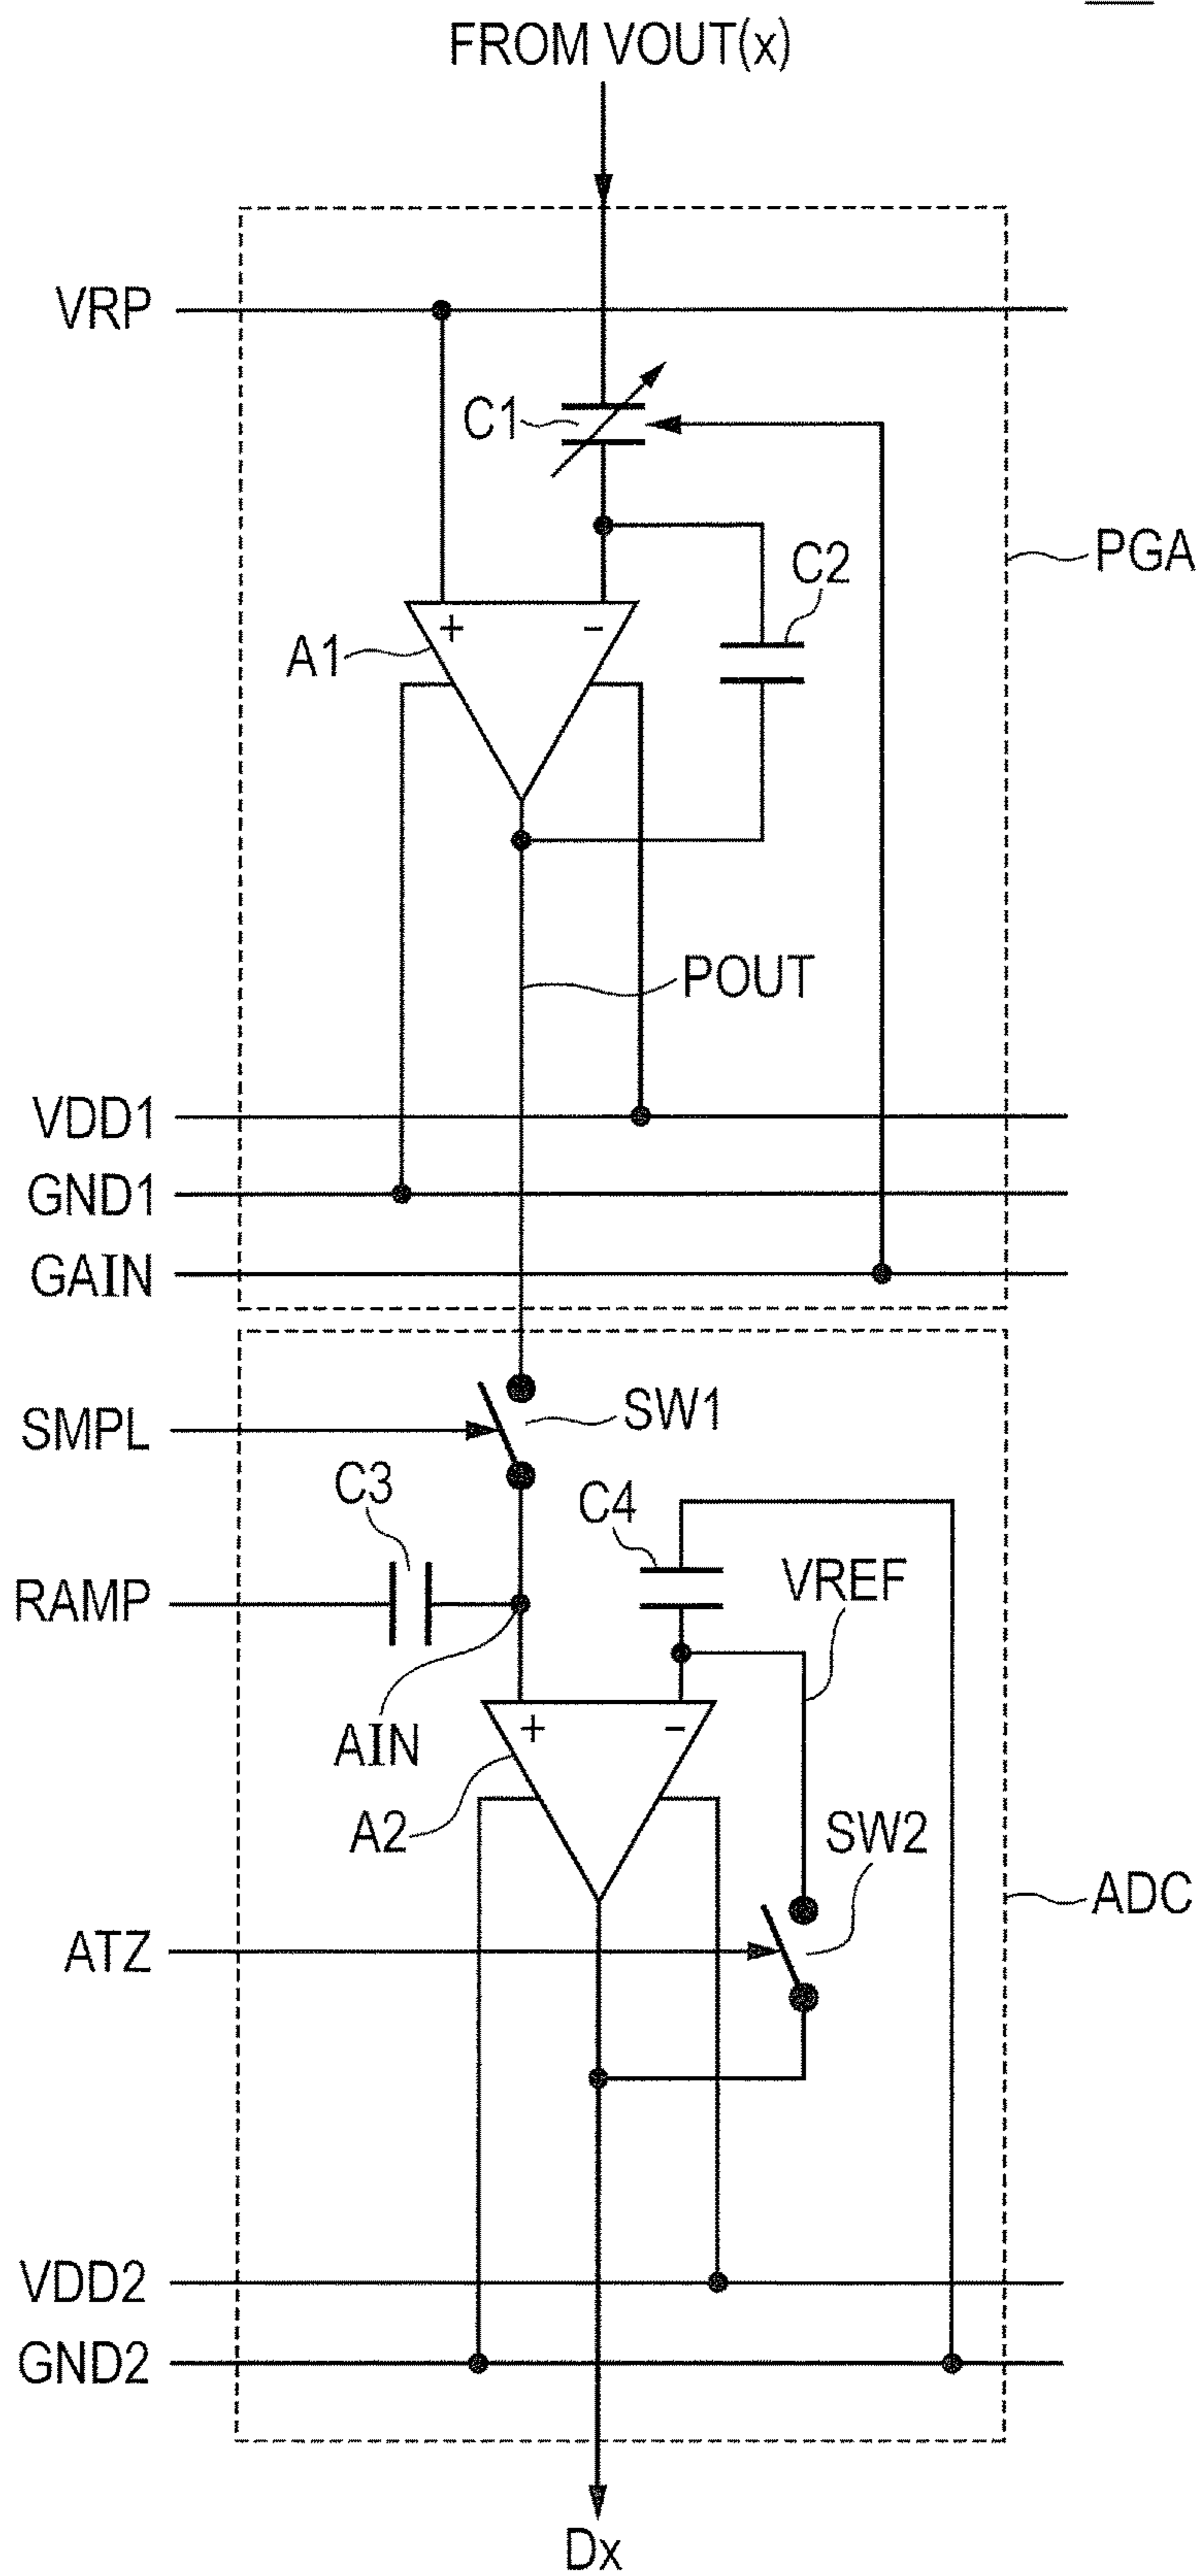 FROM VOUT(x)
VRP
C1
PGA
C2
+
-
A1
POUT
VDD1
GND1
GAIN
SMPL
SW1
C3
C4
RAMP
VREF
+
-
AIN
A2
SW2
ADC
ATZ
VDD2
GND2
Dx